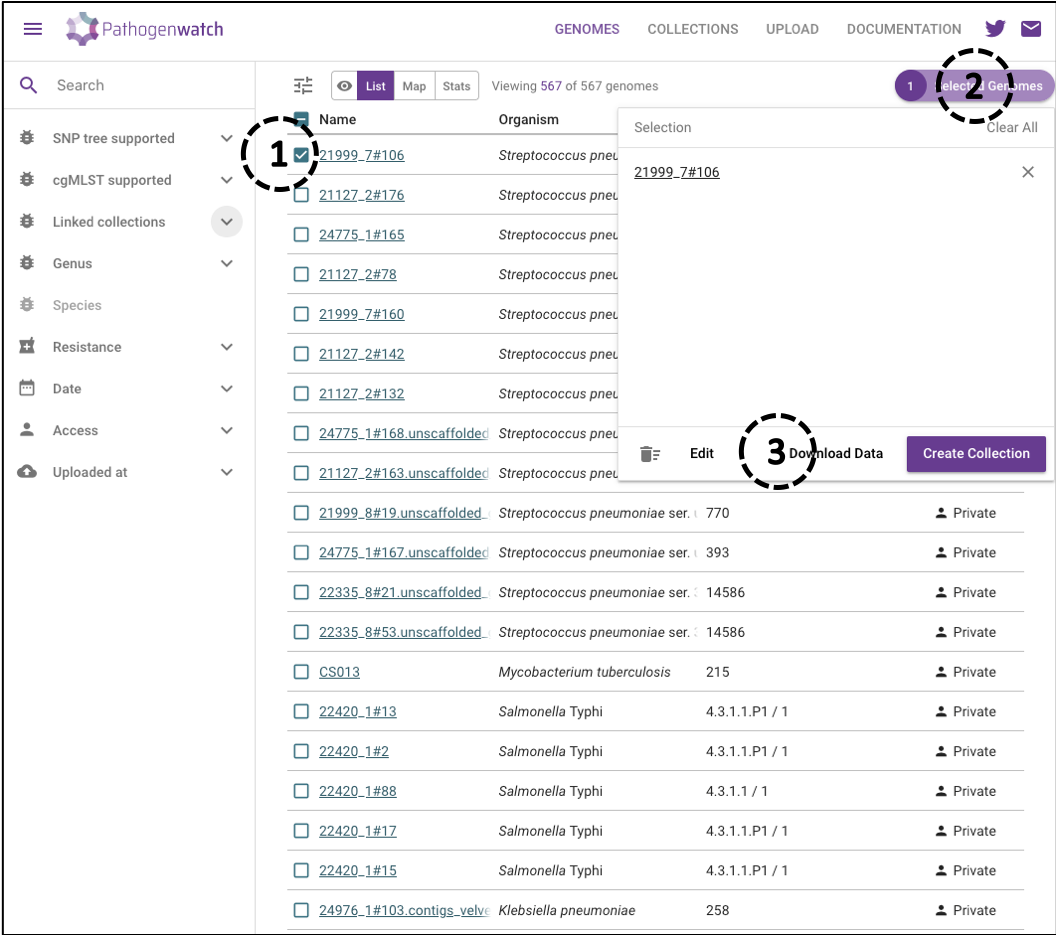 Pathogenwatch
GENOMES COLLECTIONS UPLOAD DOCUMENTATION
Search
List Map Stats Viewing 567 of 567 genomes
1 Selected Genomes
2
Name Organism
Selection Clear All
SNP tree supported
cgMLST supported
Linked collections
Genus
Species
Resistance
Date
Access
Uploaded at
1
21999_7#106 Streptococcus pneu
21127_2#176 Streptococcus pneu
24775_1#165 Streptococcus pneu
21127_2#78 Streptococcus pneu
21999_7#160 Streptococcus pneu
21127_2#142 Streptococcus pneu
21127_2#132 Streptococcus pneu
24775_1#168.unscaffolded Streptococcus pneu
21127_2#163.unscaffolded Streptococcus pneu
21999_7#106
Edit 3 Download Data Create Collection
21999_8#19.unscaffolded_ Streptococcus pneumoniae ser. 770 Private
24775_1#167.unscaffolded Streptococcus pneumoniae ser. 393 Private
22335_8#21.unscaffolded_ Streptococcus pneumoniae ser. 14586 Private
22335_8#53.unscaffolded_ Streptococcus pneumoniae ser. 14586 Private
CS013 Mycobacterium tuberculosis 215 Private
22420_1#13 Salmonella Typhi 4.3.1.1.P1 / 1 Private
22420_1#2 Salmonella Typhi 4.3.1.1.P1 / 1 Private
22420_1#88 Salmonella Typhi 4.3.1.1 / 1 Private
22420_1#17 Salmonella Typhi 4.3.1.1.P1 / 1 Private
22420_1#15 Salmonella Typhi 4.3.1.1.P1 / 1 Private
24976_1#103.contigs_velve Klebsiella pneumoniae 258 Private